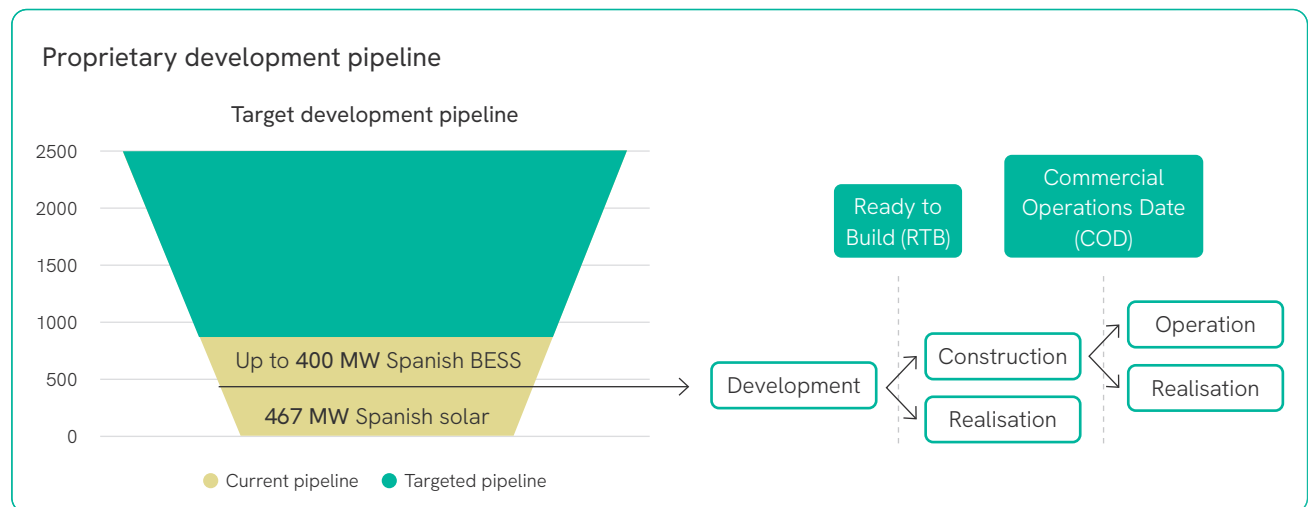 Proprietary development pipeline
Target development pipeline
2500
2000
1500
1000
500
0
Up to 400 MW Spanish BESS
467 MW Spanish solar
Current pipeline
Targeted pipeline
Ready to
Build (RTB)
Commercial
Operations Date
(COD)
Development
Construction
Realisation
Operation
Realisation